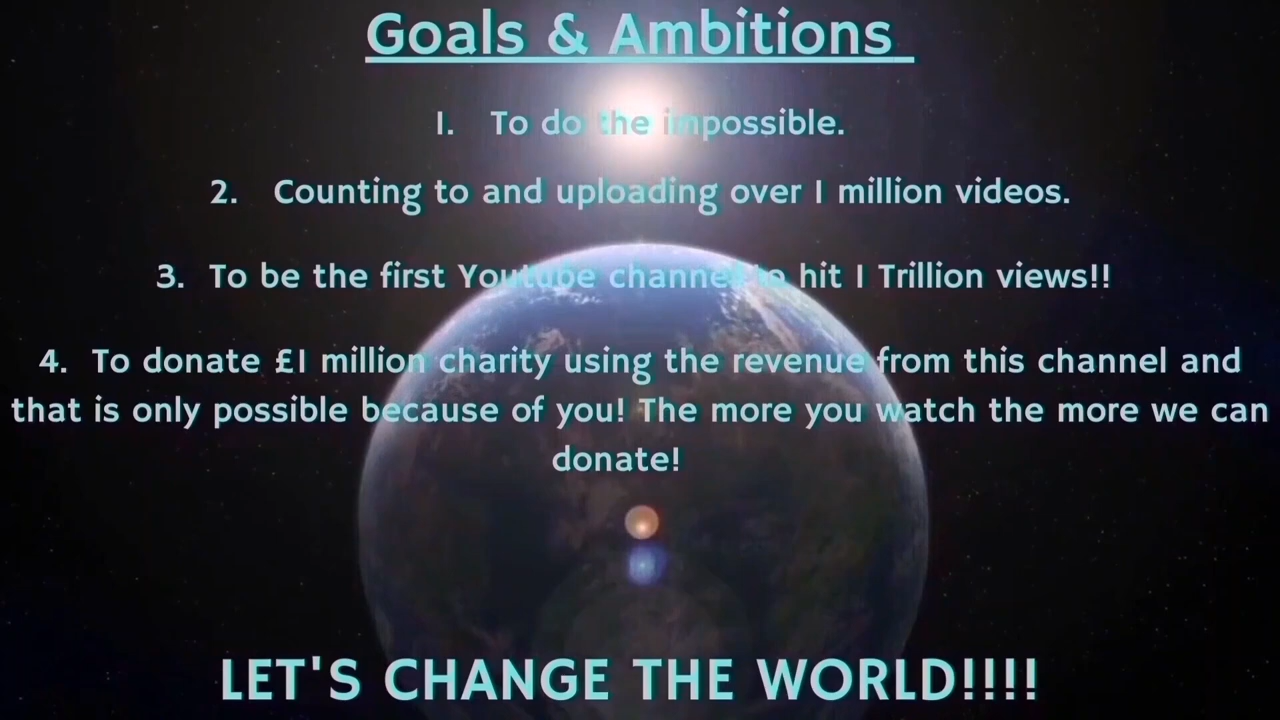 Goals & Ambitions
1. To do the impossible.
2. Counting to and uploading over 1 million videos.
3. To be the first Youtube channel to hit 1 Trillion views!!
4. To donate £1 million charity using the revenue from this channel and
that is only possible because of you! The more you watch the more we can
donate!
LET'S CHANGE THE WORLD!!!!